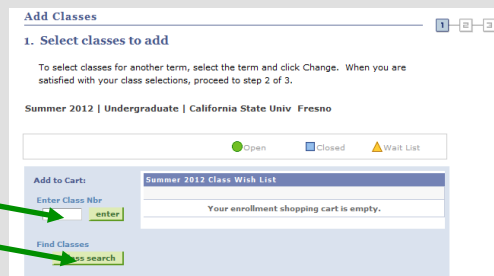 Add Classes
1 2 3
1. Select classes to add
To select classes for another term, select the term and click Change. When you are
satisfied with your class selections, proceed to step 2 of 3.
Summer 2012 | Undergraduate | California State Univ Fresno
Open Closed Wait List
Add to Cart:
Summer 2012 Class Wish List
Enter Class Nbr
enter
Your enrollment shopping cart is empty.
Find Classes
search